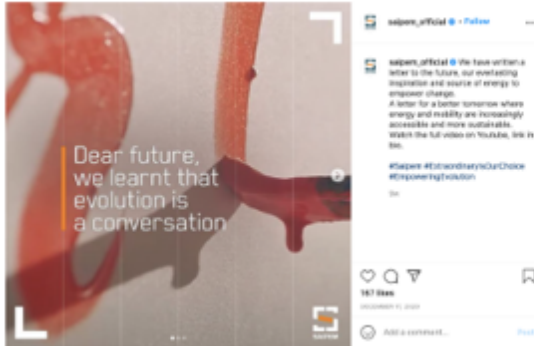 Dear future,
we learnt that
evolution is
a conversation
SAIPEM
saipem_official • Follow
saipem_official We have written a
letter to the future, our everlasting
inspiration and source of energy to
empower change.
A letter for a better tomorrow where
energy and mobility are increasingly
accessible and more sustainable.
Watch the full video on Youtube, link in
bio.
#Saipem #ExtraordinaryIsOurChoice
#EmpoweringEvolution
167 likes
Add a comment...
Post